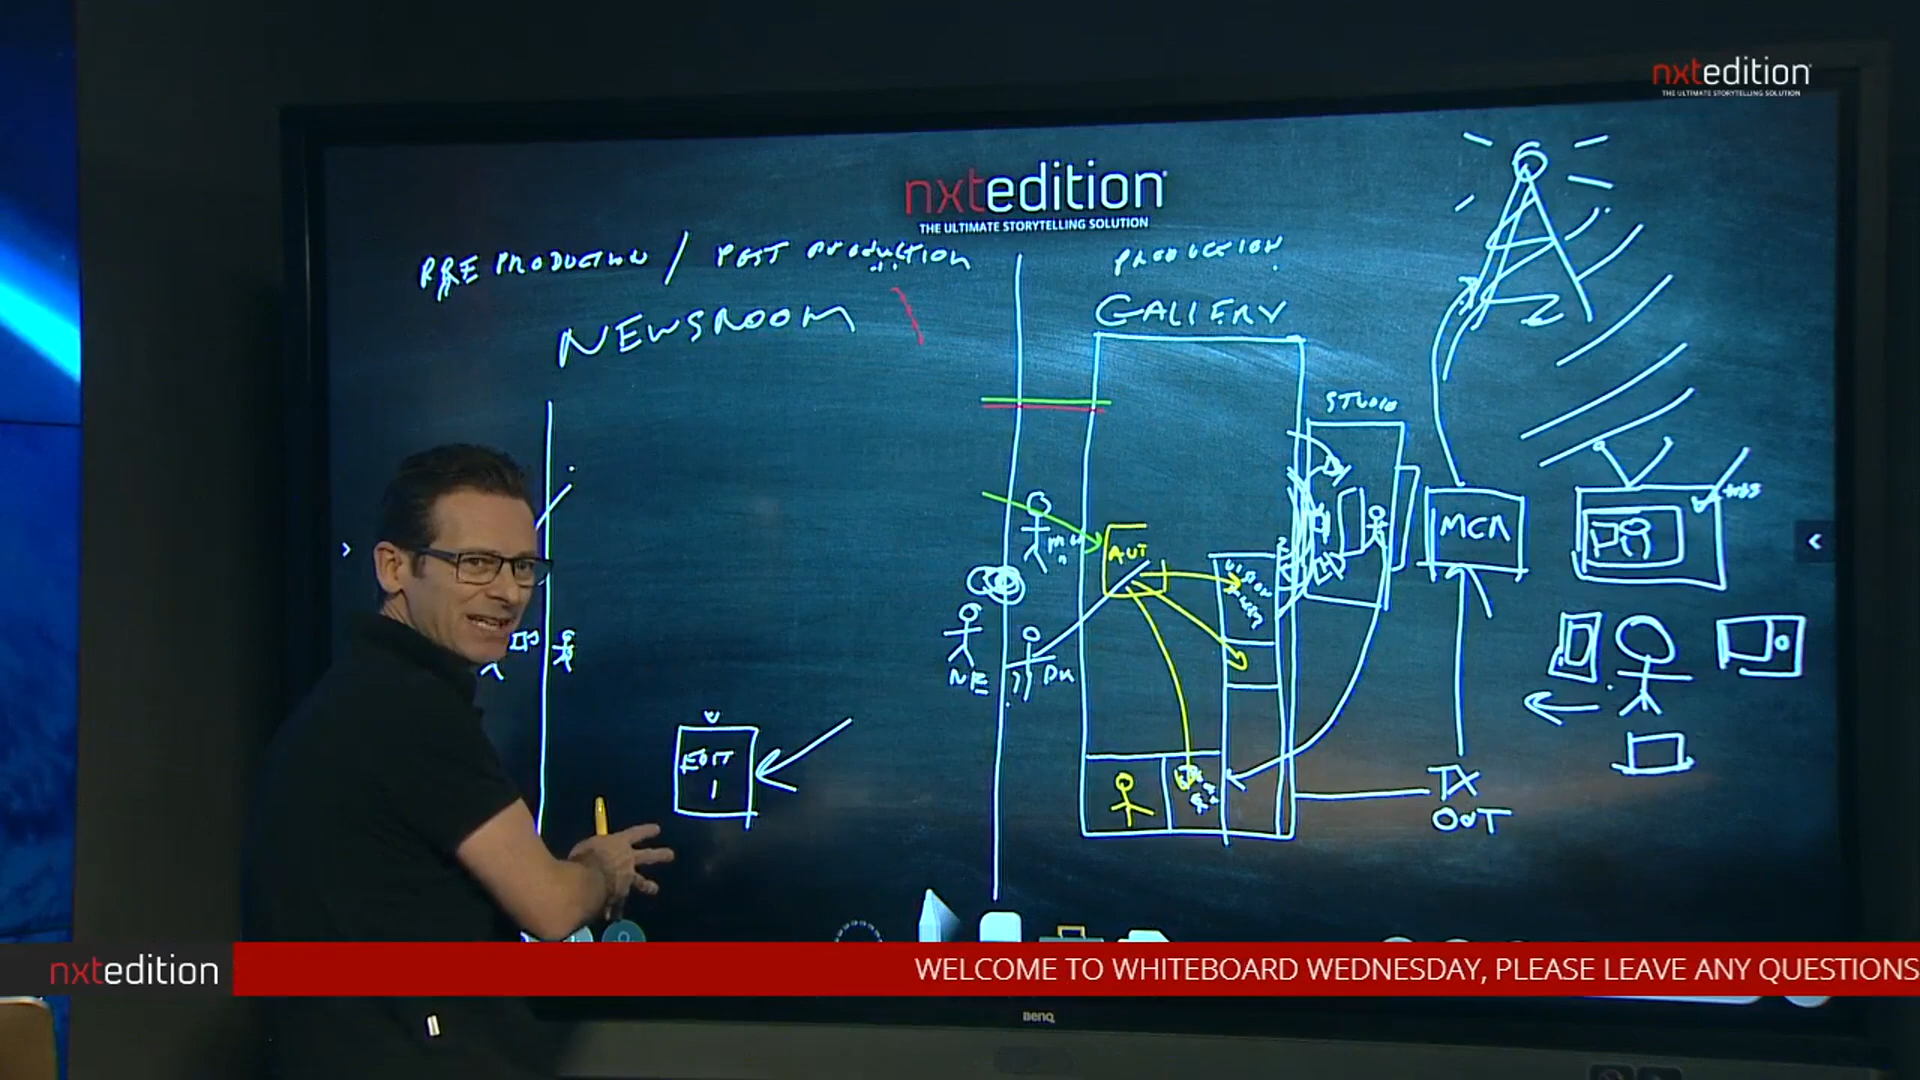 nxtedition
THE ULTIMATE STORYTELLING SOLUTION
nxtedition
THE ULTIMATE STORYTELLING SOLUTION
PRE PRODUCTION / POST PRODUCTION
PRODUCTION
NEWSROOM
GALLERY
STUDIO
MCR
AUT
VISION
NE
EDIT
1
TX
OUT
nxtedition
WELCOME TO WHITEBOARD WEDNESDAY, PLEASE LEAVE ANY QUESTIONS
BenQ